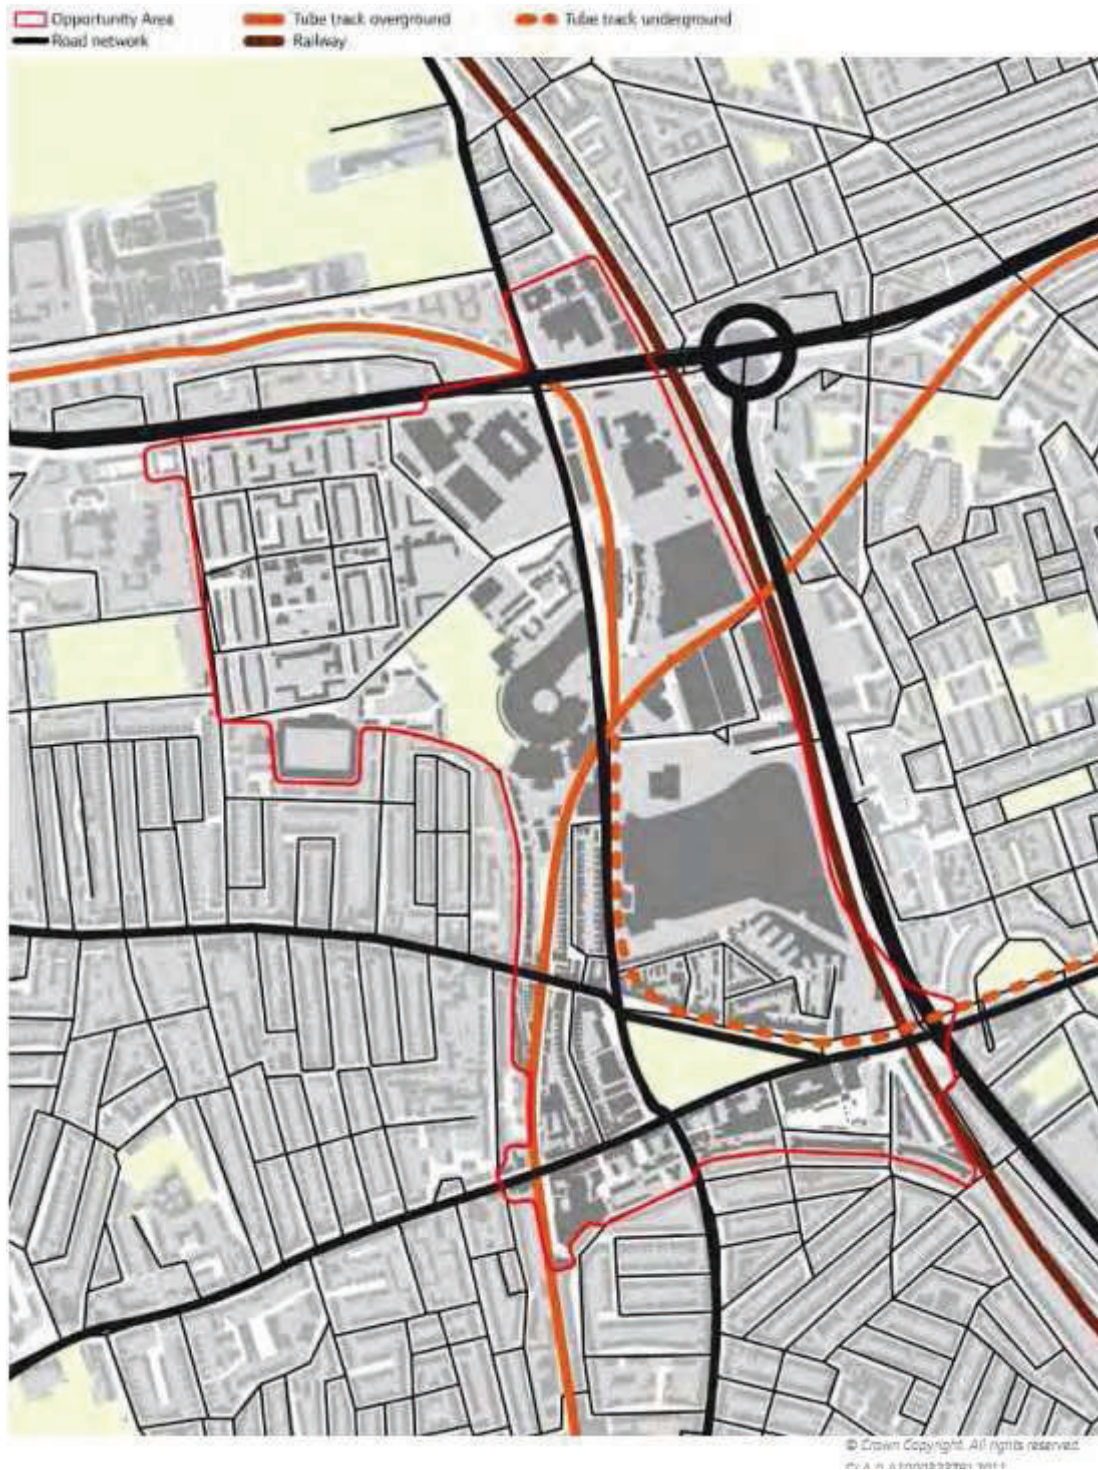 Opportunity Area Tube track overground Tube track underground
Road network Railway
© Crown Copyright. All rights reserved.